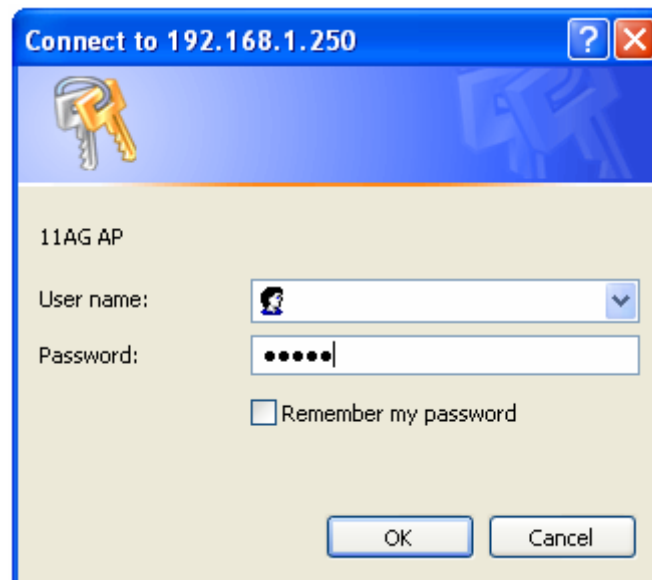 Connect to 192.168.1.250
11AG AP
User name:
Password:
●●●●●
Remember my password
OK
Cancel